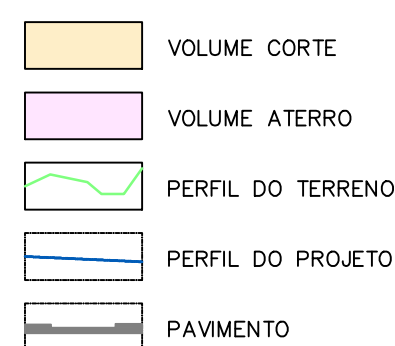 VOLUME CORTE
VOLUME ATERRO
PERFIL DO TERRENO
PERFIL DO PROJETO
PAVIMENTO